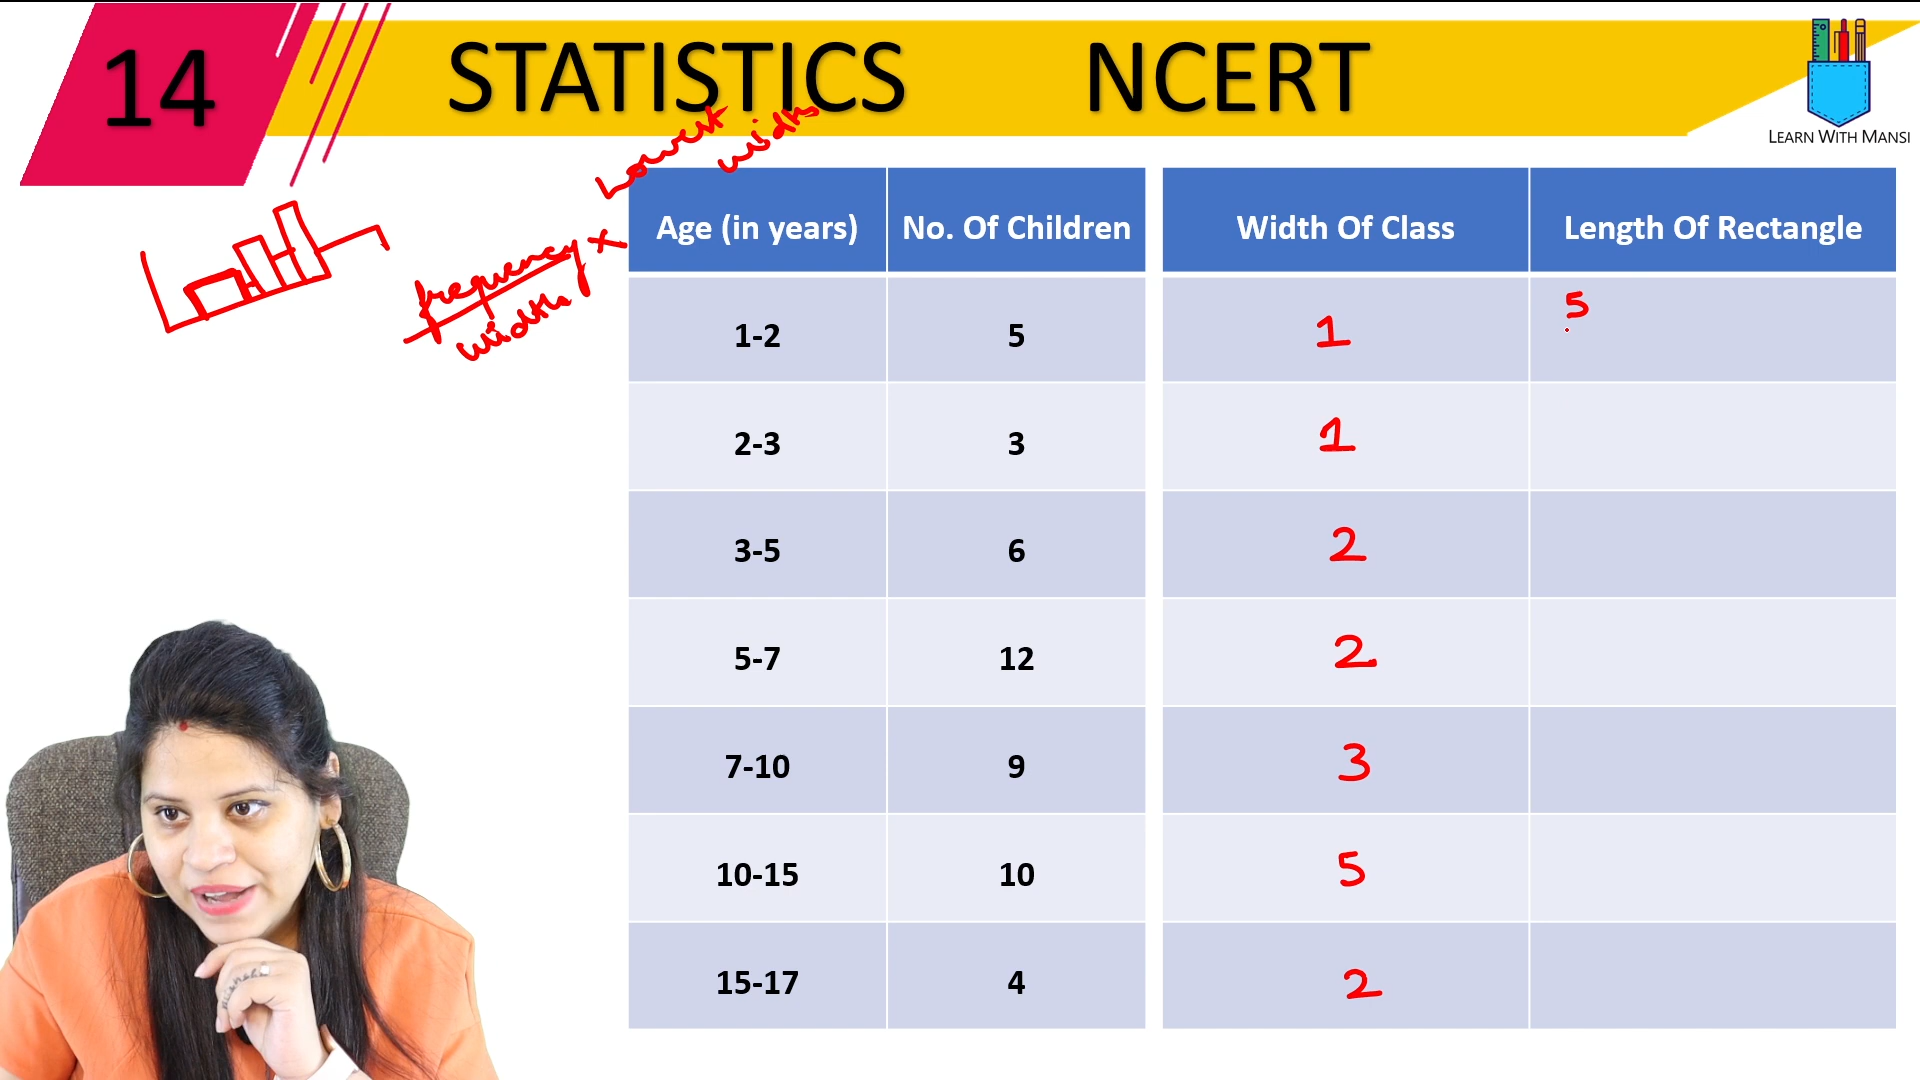 14 STATISTICS NCERT
LEARN WITH MANSI
Lowest width
frequency ×
width
Age (in years) No. Of Children Width Of Class Length Of Rectangle
1-2 5 1 5
2-3 3 1
3-5 6 2
5-7 12 2
7-10 9 3
10-15 10 5
15-17 4 2